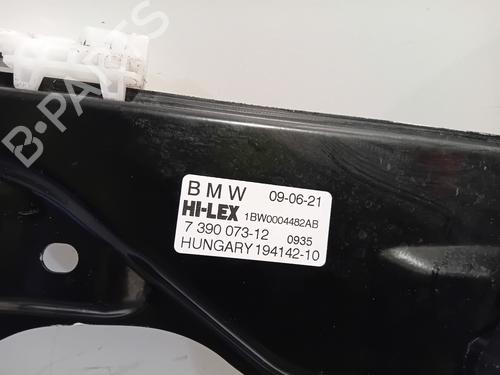 B-PARTS
BMW 09-06-21
HI-LEX 1BW0004482AB
7 390 073-12 0935
HUNGARY 194142-10